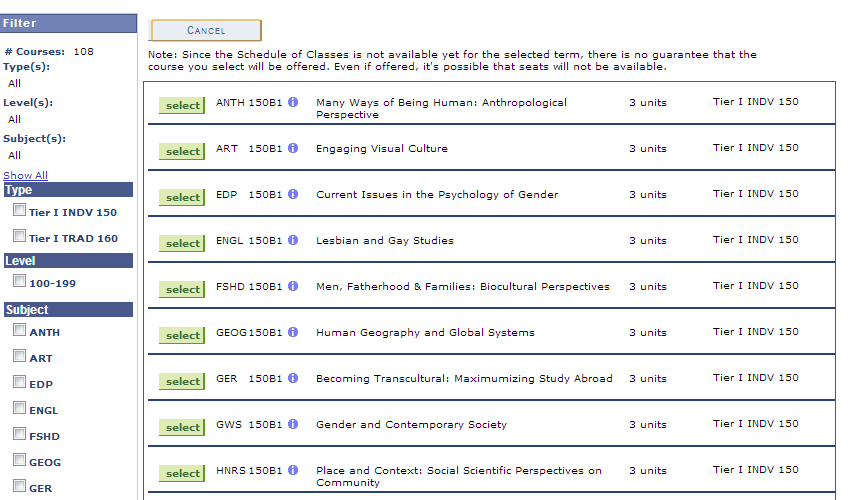 Filter
# Courses: 108
Type(s):
All
Level(s):
All
Subject(s):
All
Show All
Type
Tier I INDV 150
Tier I TRAD 160
Level
100-199
Subject
ANTH
ART
EDP
ENGL
FSHD
GEOG
GER
CANCEL
Note: Since the Schedule of Classes is not available yet for the selected term, there is no guarantee that the
course you select will be offered. Even if offered, it's possible that seats will not be available.
select ANTH 150B1 i Many Ways of Being Human: Anthropological 3 units Tier I INDV 150
Perspective
select ART 150B1 i Engaging Visual Culture 3 units Tier I INDV 150
select EDP 150B1 i Current Issues in the Psychology of Gender 3 units Tier I INDV 150
select ENGL 150B1 i Lesbian and Gay Studies 3 units Tier I INDV 150
select FSHD 150B1 i Men, Fatherhood & Families: Biocultural Perspectives 3 units Tier I INDV 150
select GEOG 150B1 i Human Geography and Global Systems 3 units Tier I INDV 150
select GER 150B1 i Becoming Transcultural: Maximumizing Study Abroad 3 units Tier I INDV 150
select GWS 150B1 i Gender and Contemporary Society 3 units Tier I INDV 150
select HNRS 150B1 i Place and Context: Social Scientific Perspectives on 3 units Tier I INDV 150
Community